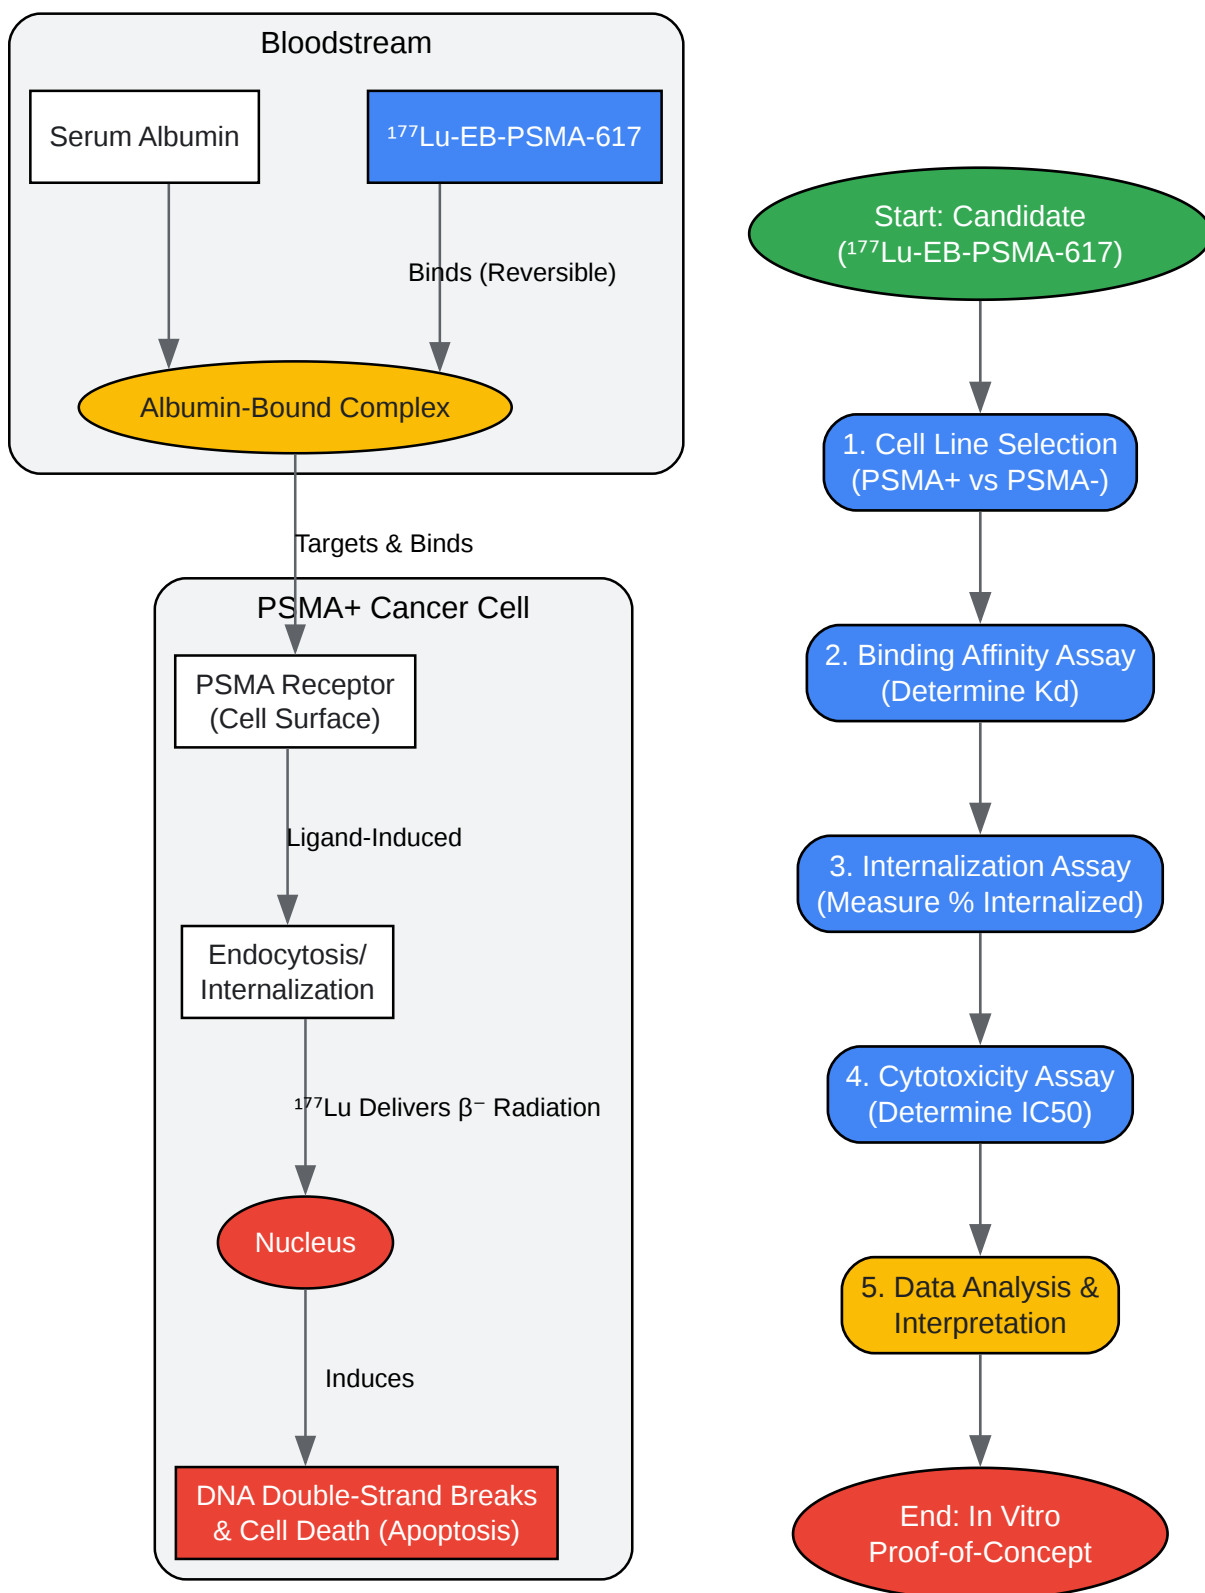 Bloodstream
Serum Albumin
¹⁷⁷Lu-EB-PSMA-617
Binds (Reversible)
Albumin-Bound Complex
Targets & Binds
PSMA+ Cancer Cell
PSMA Receptor
(Cell Surface)
Ligand-Induced
Endocytosis/
Internalization
¹⁷⁷Lu Delivers β⁻ Radiation
Nucleus
Induces
DNA Double-Strand Breaks
& Cell Death (Apoptosis)
Start: Candidate
(¹⁷⁷Lu-EB-PSMA-617)
1. Cell Line Selection
(PSMA+ vs PSMA-)
2. Binding Affinity Assay
(Determine Kd)
3. Internalization Assay
(Measure % Internalized)
4. Cytotoxicity Assay
(Determine IC50)
5. Data Analysis &
Interpretation
End: In Vitro
Proof-of-Concept